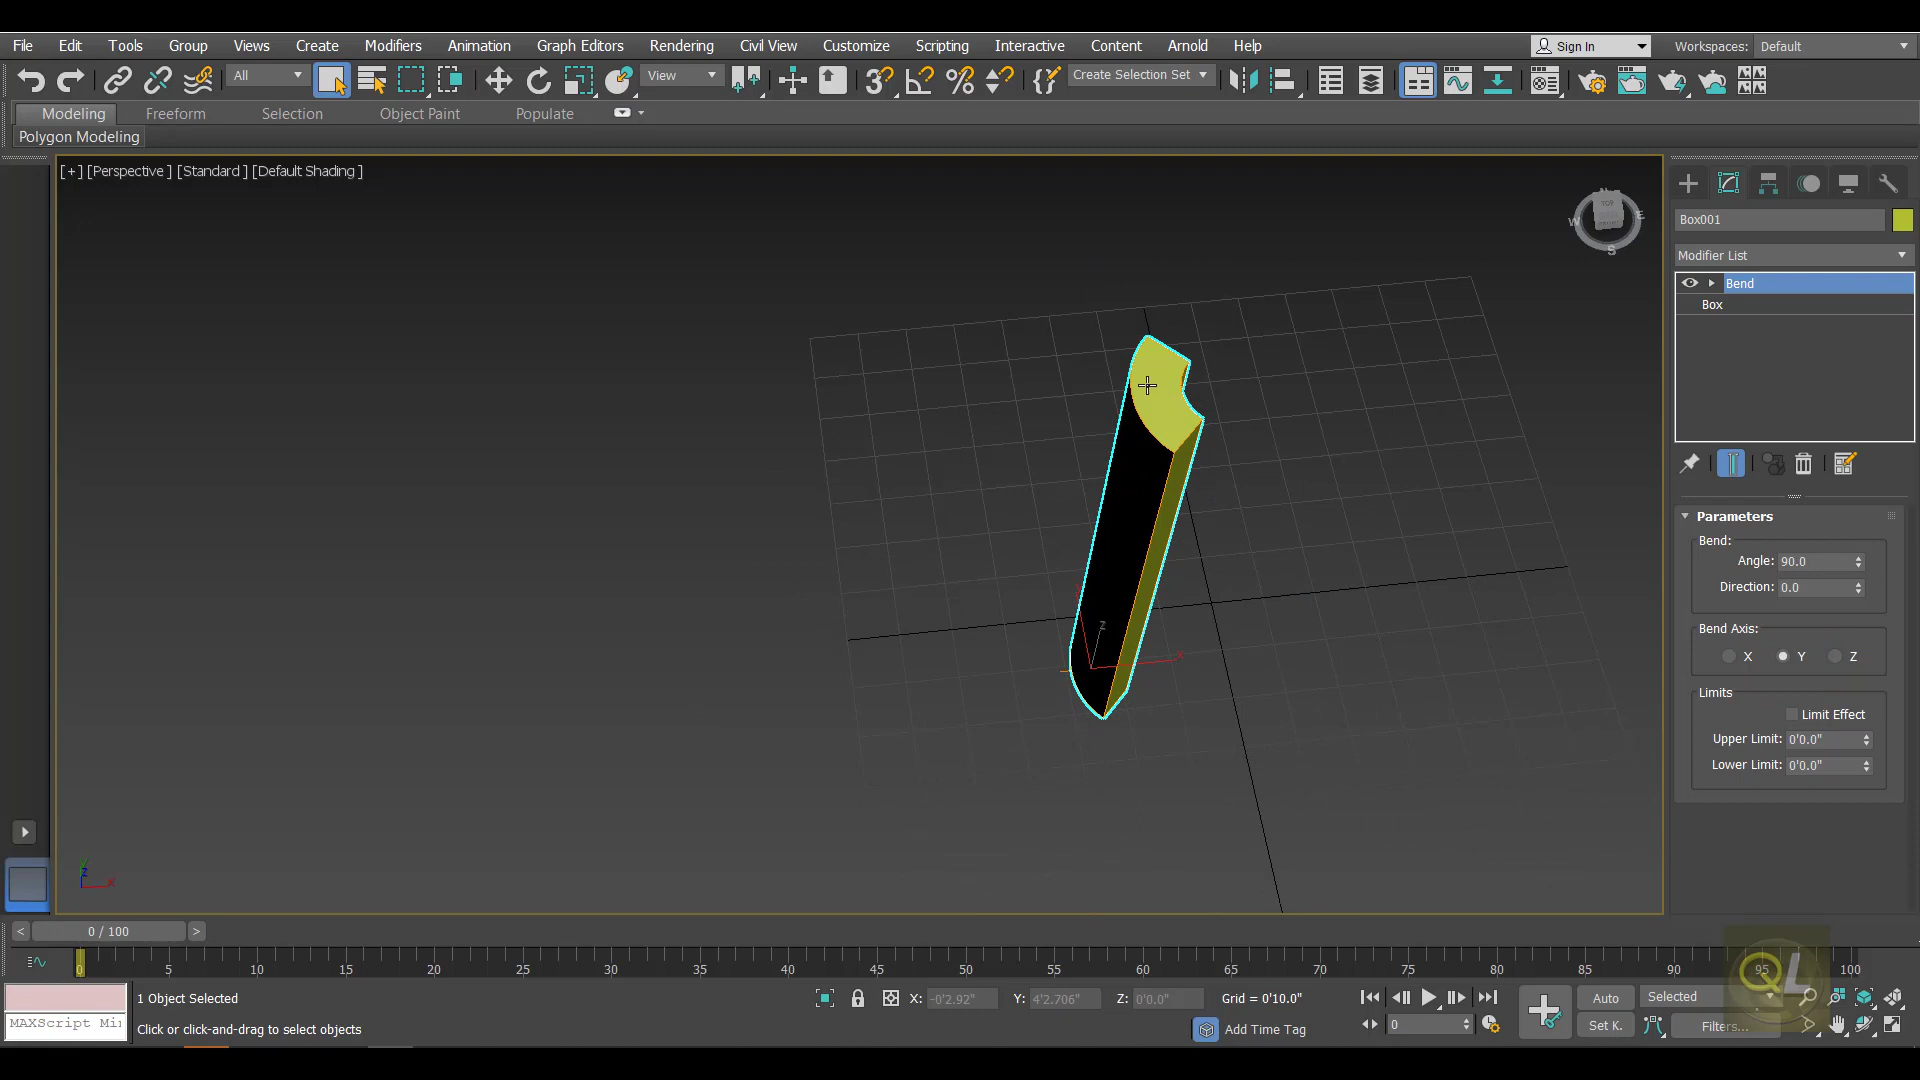 File Edit Tools Group Views Create Modifiers Animation Graph Editors Rendering Civil View Customize Scripting Interactive Content Arnold Help Sign In Workspaces: Default
All View 3 Create Selection Set
Modeling Freeform Selection Object Paint Populate
Polygon Modeling
[+] [Perspective ] [Standard ] [Default Shading ]
TOP
W E
S
Z
X
Box001
Modifier List
Bend
Box
Parameters
Bend:
Angle: 90.0
Direction: 0.0
Bend Axis:
X Y Z
Limits
Limit Effect
Upper Limit: 0'0.0"
Lower Limit: 0'0.0"
< 0 / 100 >
0 5 10 15 20 25 30 35 40 45 50 55 60 65 70 75 80 85 90 95 100
QL
1 Object Selected X: -0'2.92" Y: 4'2.706" Z: 0'0.0" Grid = 0'10.0" Auto Selected
MAXScript Mi Click or click-and-drag to select objects Add Time Tag 0 Set K. Filters...